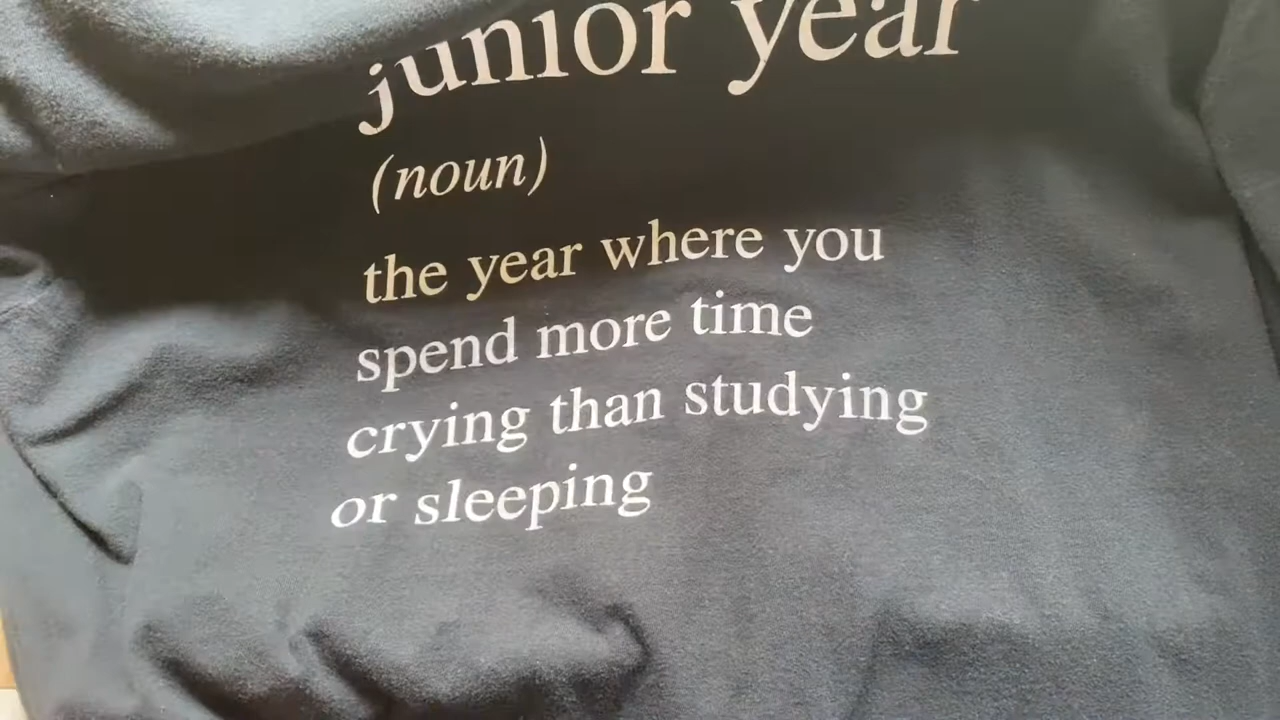 junior year
(noun)
the year where you
spend more time
crying than studying
or sleeping